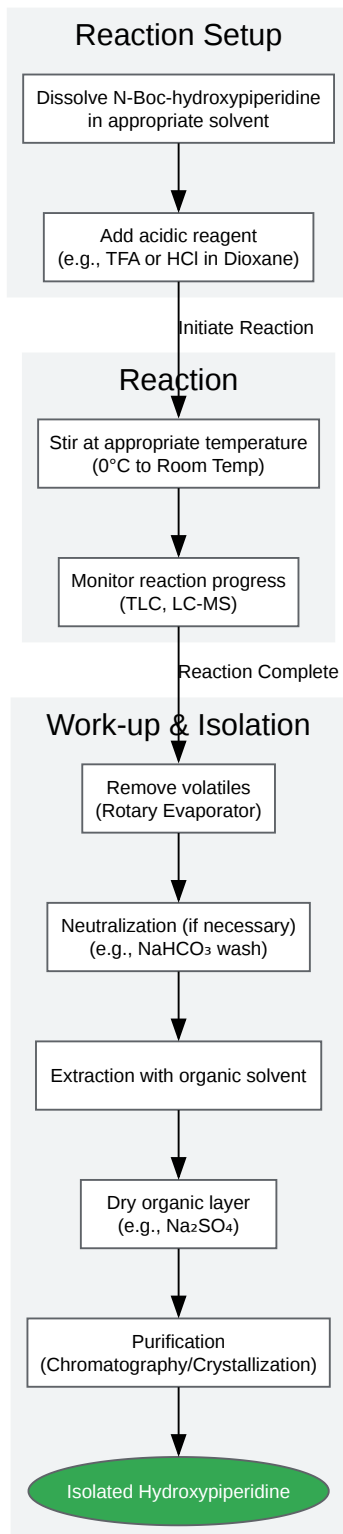 Reaction Setup
Dissolve N-Boc-hydroxypiperidine
in appropriate solvent
Add acidic reagent
(e.g., TFA or HCl in Dioxane)
Initiate Reaction
Reaction
Stir at appropriate temperature
(0°C to Room Temp)
Monitor reaction progress
(TLC, LC-MS)
Reaction Complete
Work-up & Isolation
Remove volatiles
(Rotary Evaporator)
Neutralization (if necessary)
(e.g., NaHCO₃ wash)
Extraction with organic solvent
Dry organic layer
(e.g., Na₂SO₄)
Purification
(Chromatography/Crystallization)
Isolated Hydroxypiperidine